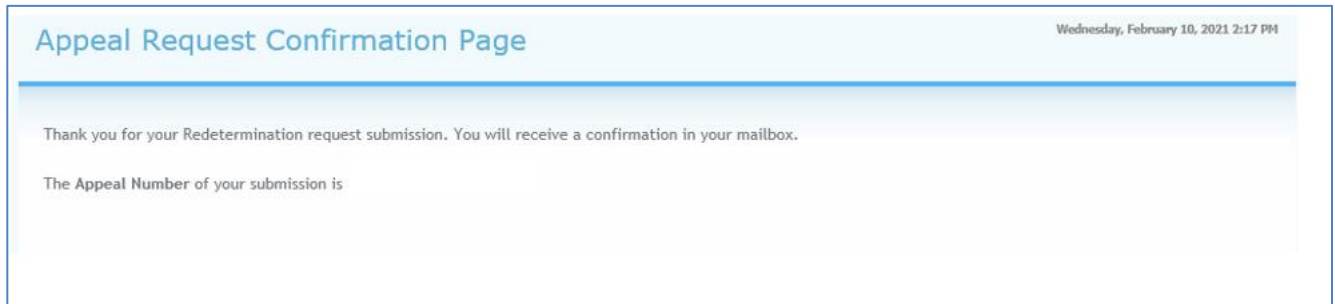 Appeal Request Confirmation Page
Wednesday, February 10, 2021 2:17 PM
Thank you for your Redetermination request submission. You will receive a confirmation in your mailbox.
The Appeal Number of your submission is